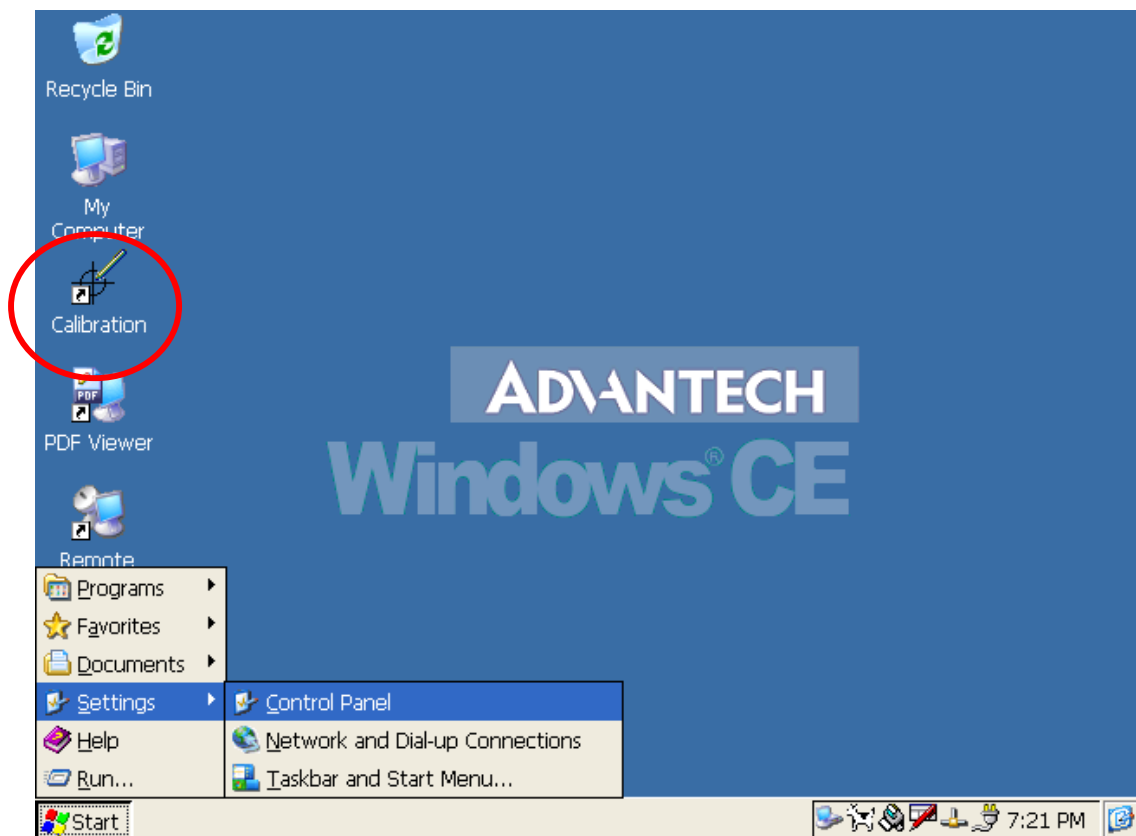 Recycle Bin
My
Computer
Calibration
PDF
PDF Viewer
Remote
ADVANTECH
Windows® CE
Programs
Favorites
Documents
Settings
Help
Run...
Control Panel
Network and Dial-up Connections
Taskbar and Start Menu...
Start
7:21 PM